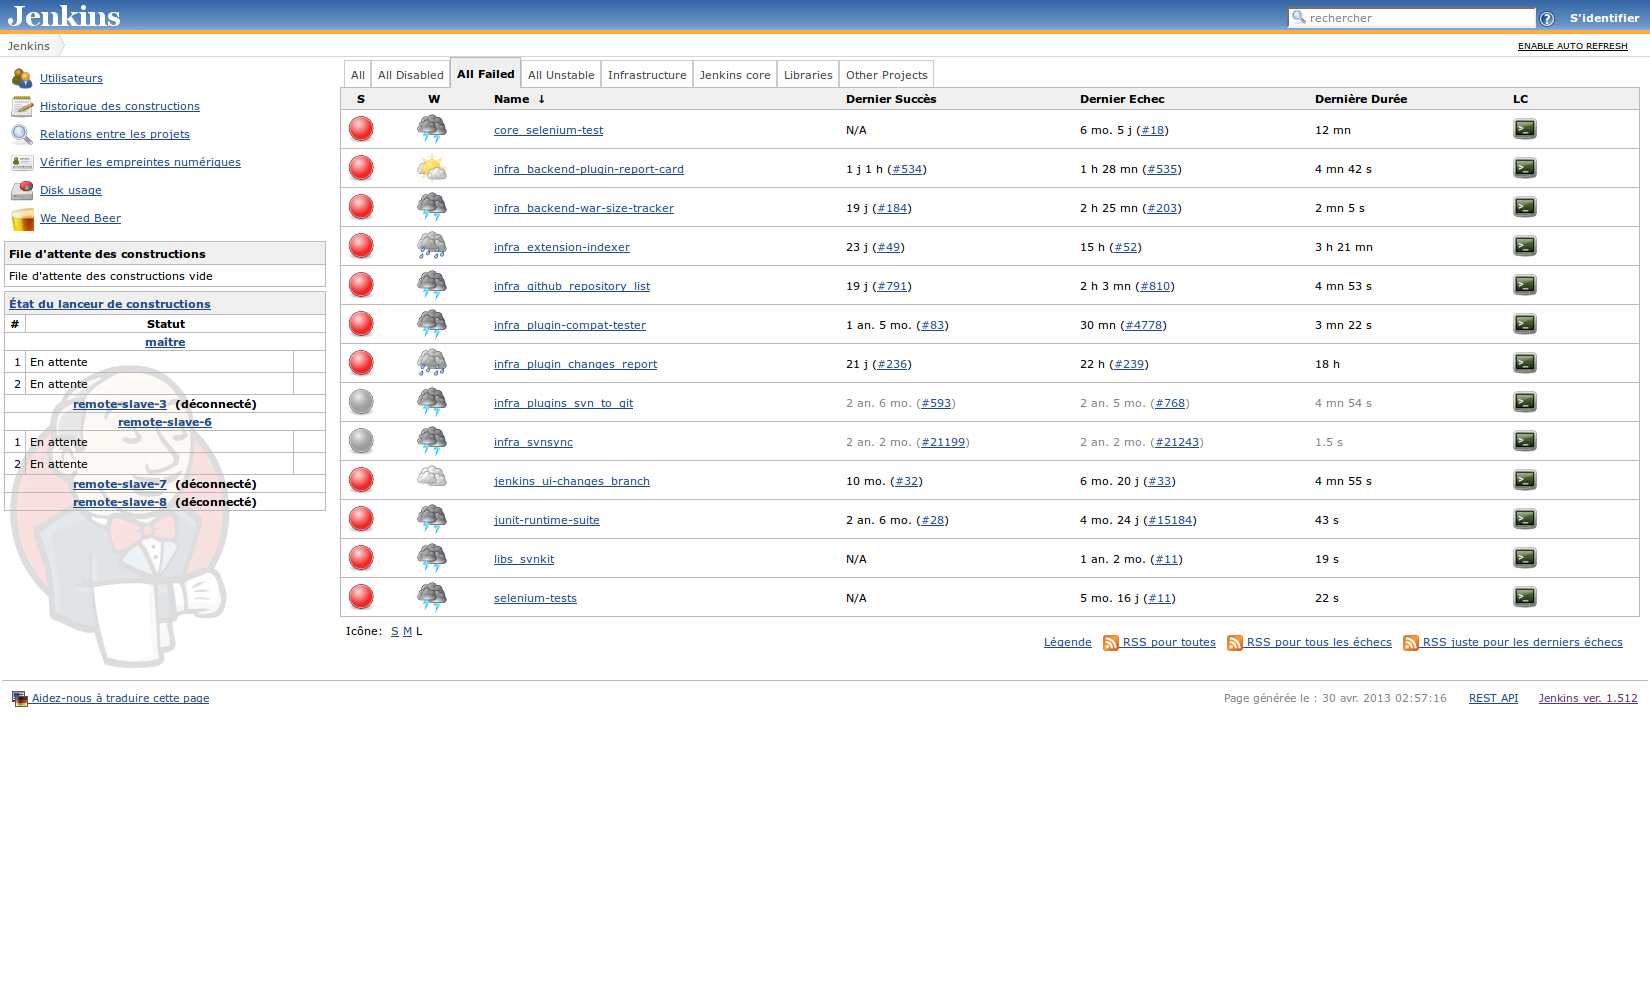 Jenkins
rechercher
S'identifier
Jenkins
ENABLE AUTO REFRESH
Utilisateurs
Historique des constructions
Relations entre les projets
Vérifier les empreintes numériques
Disk usage
We Need Beer
File d'attente des constructions
File d'attente des constructions vide
État du lanceur de constructions
# Statut
maître
1 En attente
2 En attente
remote-slave-3 (déconnecté)
remote-slave-6
1 En attente
2 En attente
remote-slave-7 (déconnecté)
remote-slave-8 (déconnecté)
All All Disabled All Failed All Unstable Infrastructure Jenkins core Libraries Other Projects
S W Name ↓ Dernier Succès Dernier Echec Dernière Durée LC
core_selenium-test N/A 6 mo. 5 j (#18) 12 mn
infra_backend-plugin-report-card 1 j 1 h (#534) 1 h 28 mn (#535) 4 mn 42 s
infra_backend-war-size-tracker 19 j (#184) 2 h 25 mn (#203) 2 mn 5 s
infra_extension-indexer 23 j (#49) 15 h (#52) 3 h 21 mn
infra_github_repository_list 19 j (#791) 2 h 3 mn (#810) 4 mn 53 s
infra_plugin-compat-tester 1 an. 5 mo. (#83) 30 mn (#4778) 3 mn 22 s
infra_plugin_changes_report 21 j (#236) 22 h (#239) 18 h
infra_plugins_svn_to_git 2 an. 6 mo. (#593) 2 an. 5 mo. (#768) 4 mn 54 s
infra_svnsync 2 an. 2 mo. (#21199) 2 an. 2 mo. (#21243) 1.5 s
jenkins_ui-changes_branch 10 mo. (#32) 6 mo. 20 j (#33) 4 mn 55 s
junit-runtime-suite 2 an. 6 mo. (#28) 4 mo. 24 j (#15184) 43 s
libs_svnkit N/A 1 an. 2 mo. (#11) 19 s
selenium-tests N/A 5 mo. 16 j (#11) 22 s
Icône: S M L
Légende RSS pour toutes RSS pour tous les échecs RSS juste pour les derniers échecs
Aidez-nous à traduire cette page
Page générée le : 30 avr. 2013 02:57:16 REST API Jenkins ver. 1.512